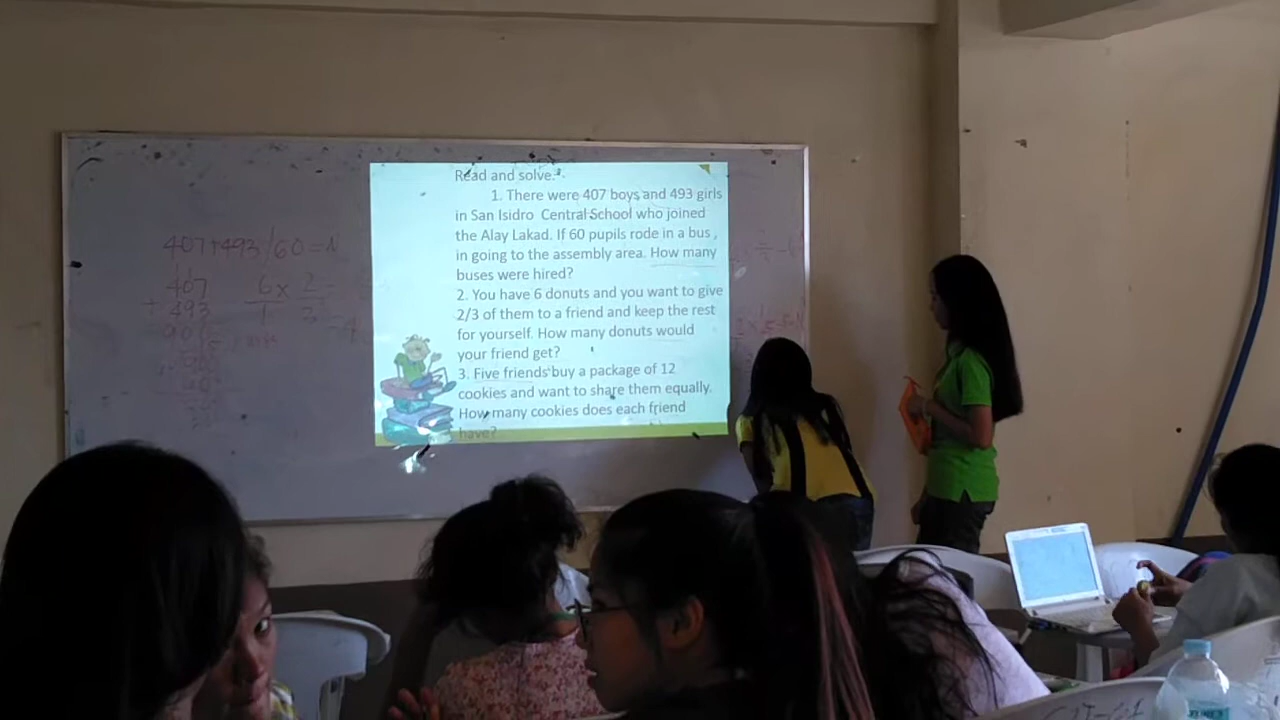 Read and solve.
1. There were 407 boys and 493 girls
in San Isidro Central School who joined
the Alay Lakad. If 60 pupils rode in a bus ,
in going to the assembly area. How many
buses were hired?
2. You have 6 donuts and you want to give
2/3 of them to a friend and keep the rest
for yourself. How many donuts would
your friend get?
3. Five friends buy a package of 12
cookies and want to share them equally.
How many cookies does each friend
have?
407+493/60=N
407
+ 493
6/1 x 2/3 =